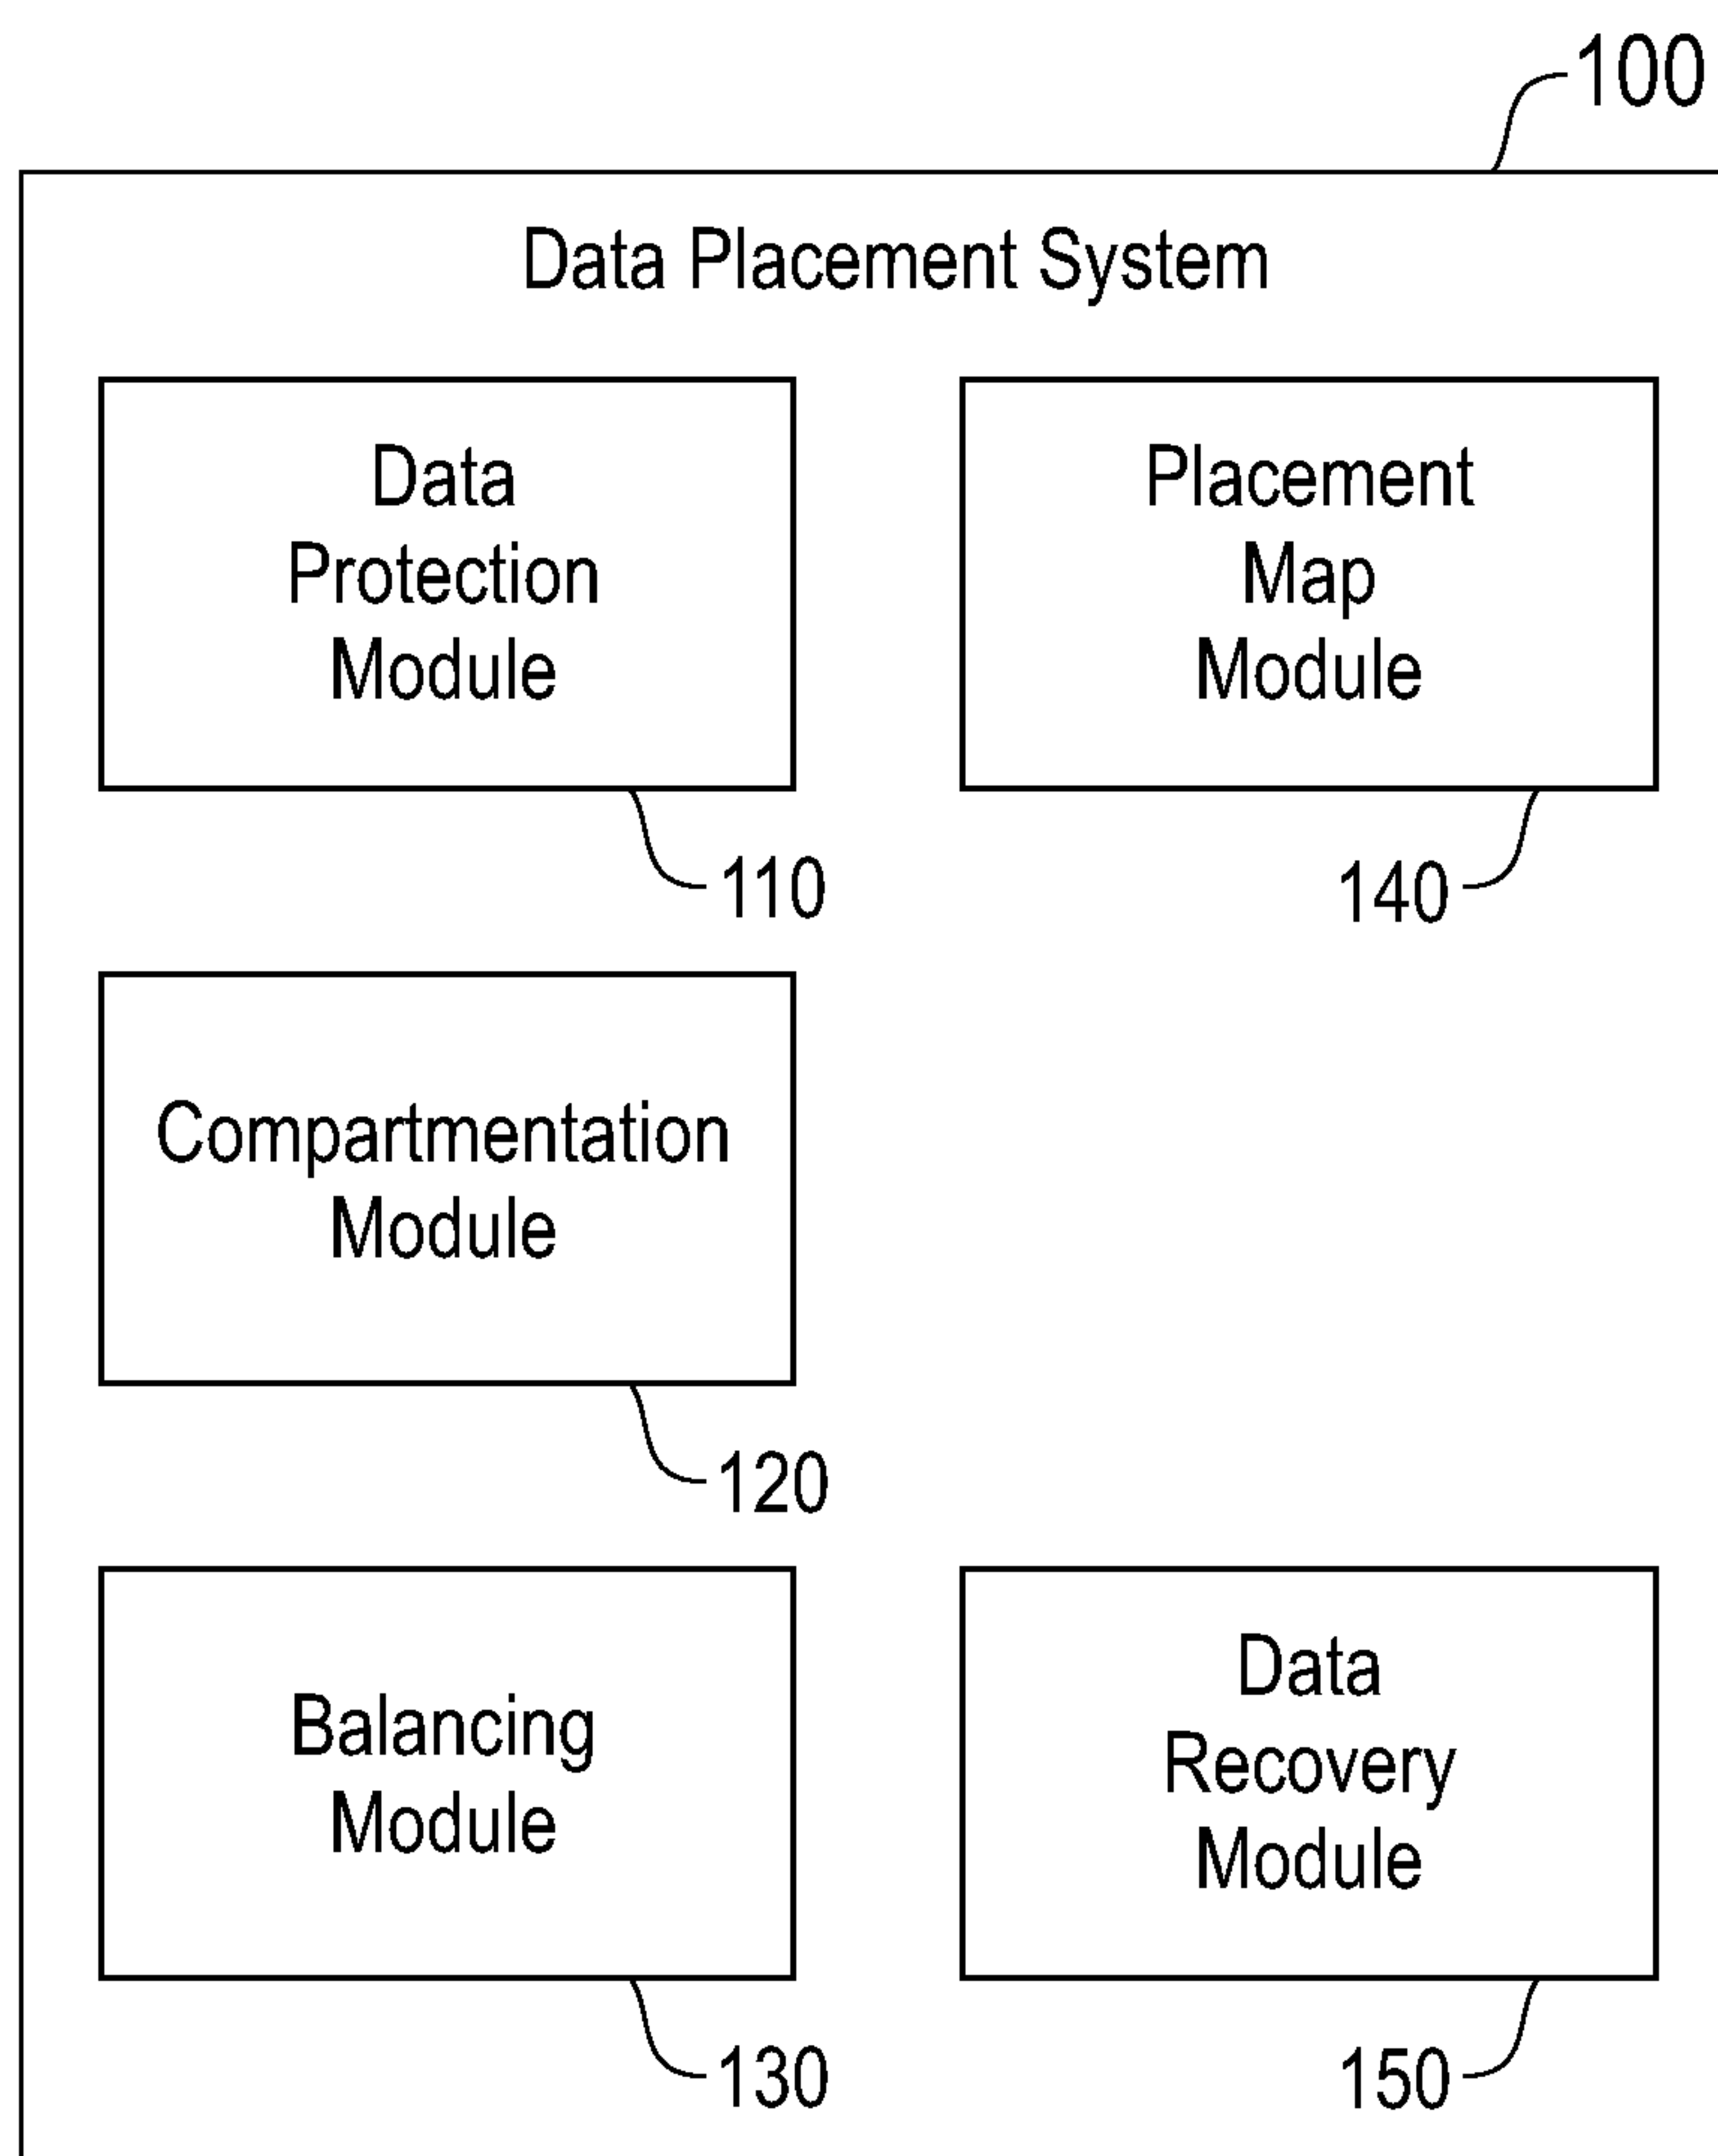 100
Data Placement System
Data
Protection
Module
110
Placement
Map
Module
140
Compartmentation
Module
120
Balancing
Module
130
Data
Recovery
Module
150